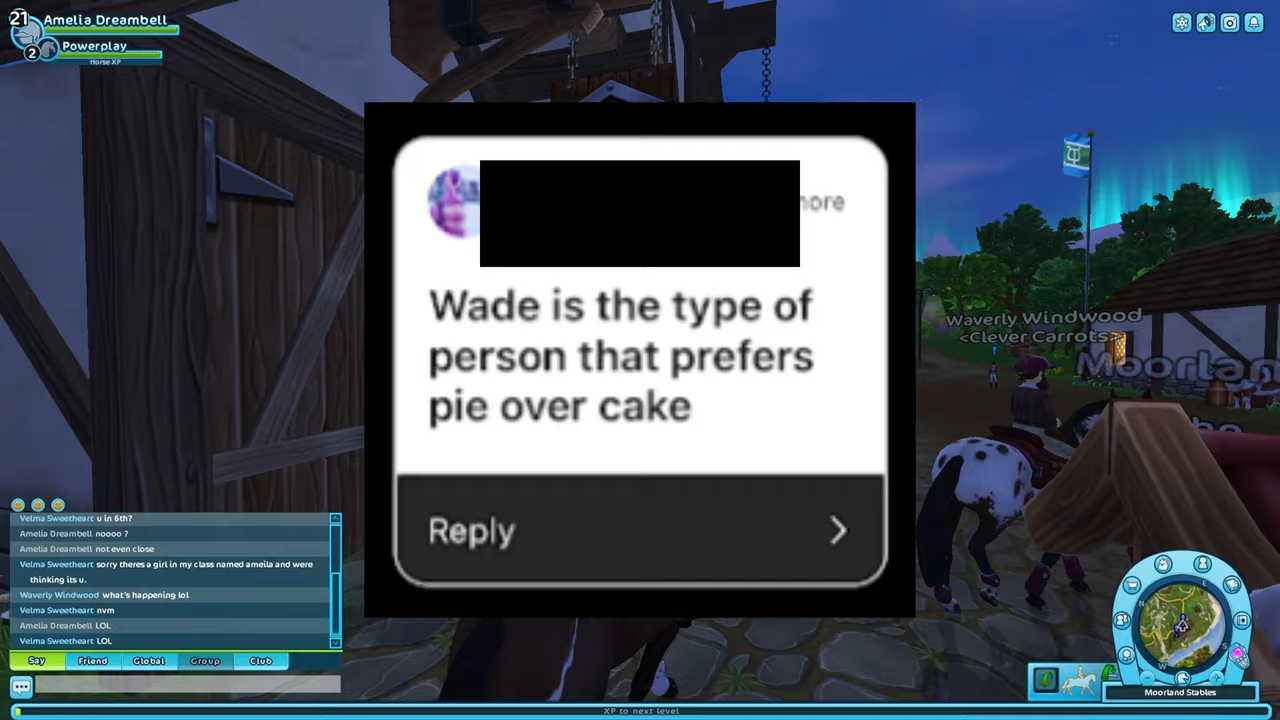 21 Amelia Dreambell
2 Powerplay
Horse XP
Wade is the type of
person that prefers
pie over cake
Reply
Waverly Windwood
<Clever Carrots>
Velma Sweetheart u in 6th?
Amelia Dreambell noooo ?
Amelia Dreambell not even close
Velma Sweetheart sorry theres a girl in my class named ameila and were
thinking its u.
Waverly Windwood what's happening lol
Velma Sweetheart nvm
Amelia Dreambell LOL
Velma Sweetheart LOL
Say Friend Global Group Club
N E S W
Moorland Stables
XP to next level